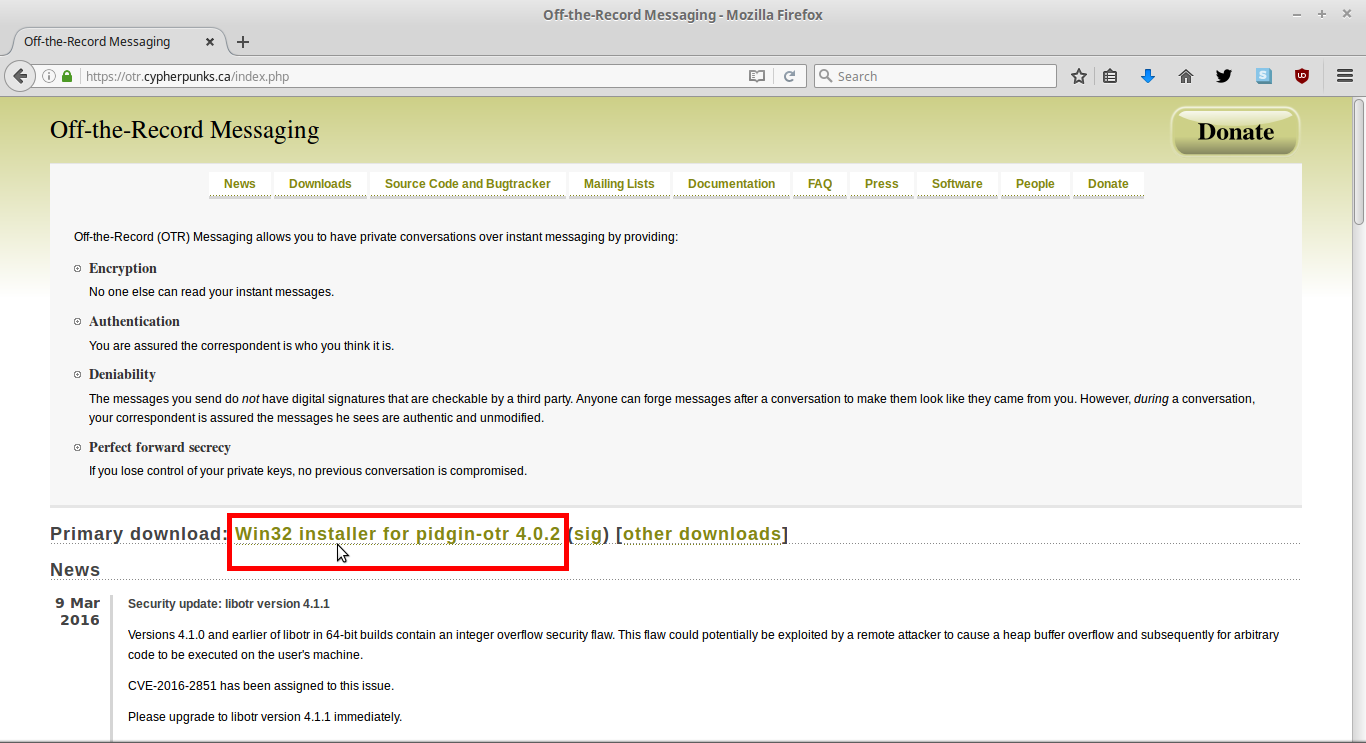 Off-the-Record Messaging - Mozilla Firefox
Off-the-Record Messaging
https://otr.cypherpunks.ca/index.php
Search
Off-the-Record Messaging
Donate
News Downloads Source Code and Bugtracker Mailing Lists Documentation FAQ Press Software People Donate
Off-the-Record (OTR) Messaging allows you to have private conversations over instant messaging by providing:
Encryption
No one else can read your instant messages.
Authentication
You are assured the correspondent is who you think it is.
Deniability
The messages you send do not have digital signatures that are checkable by a third party. Anyone can forge messages after a conversation to make them look like they came from you. However, during a conversation,
your correspondent is assured the messages he sees are authentic and unmodified.
Perfect forward secrecy
If you lose control of your private keys, no previous conversation is compromised.
Primary download: Win32 installer for pidgin-otr 4.0.2 (sig) [other downloads]
News
9 Mar
2016
Security update: libotr version 4.1.1
Versions 4.1.0 and earlier of libotr in 64-bit builds contain an integer overflow security flaw. This flaw could potentially be exploited by a remote attacker to cause a heap buffer overflow and subsequently for arbitrary
code to be executed on the user's machine.
CVE-2016-2851 has been assigned to this issue.
Please upgrade to libotr version 4.1.1 immediately.